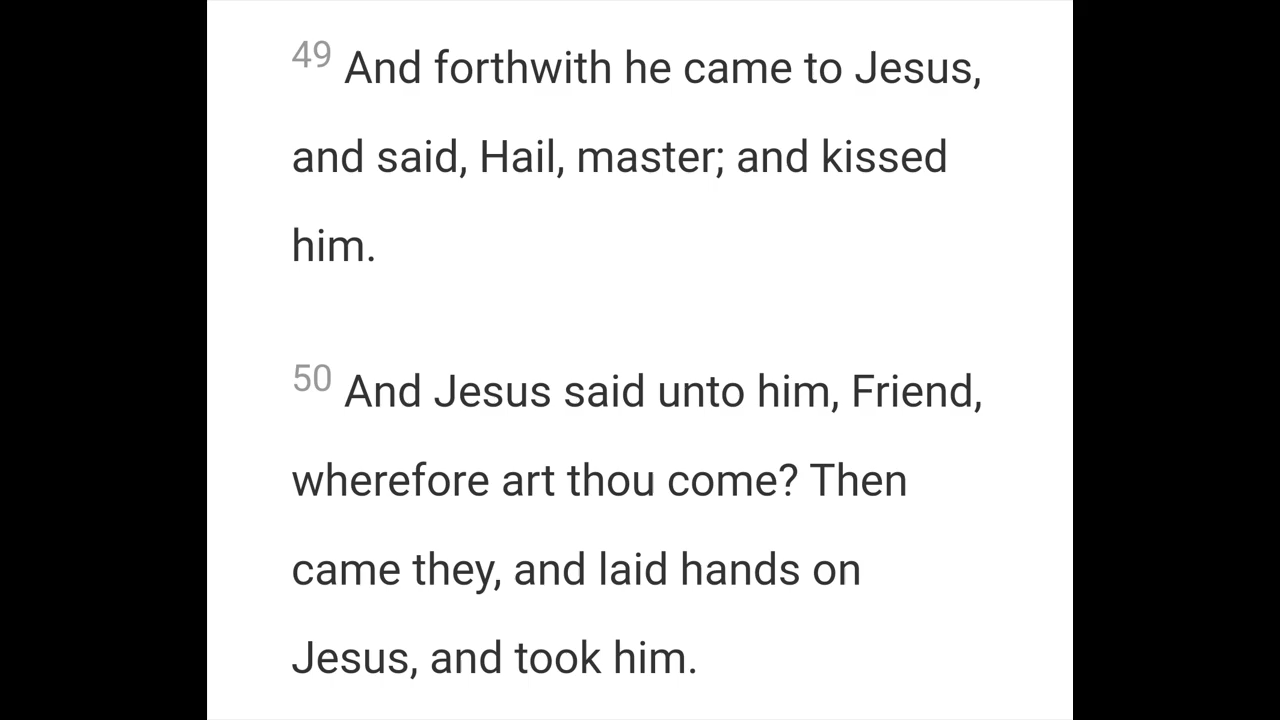 49 And forthwith he came to Jesus,
and said, Hail, master; and kissed
him.
50 And Jesus said unto him, Friend,
wherefore art thou come? Then
came they, and laid hands on
Jesus, and took him.